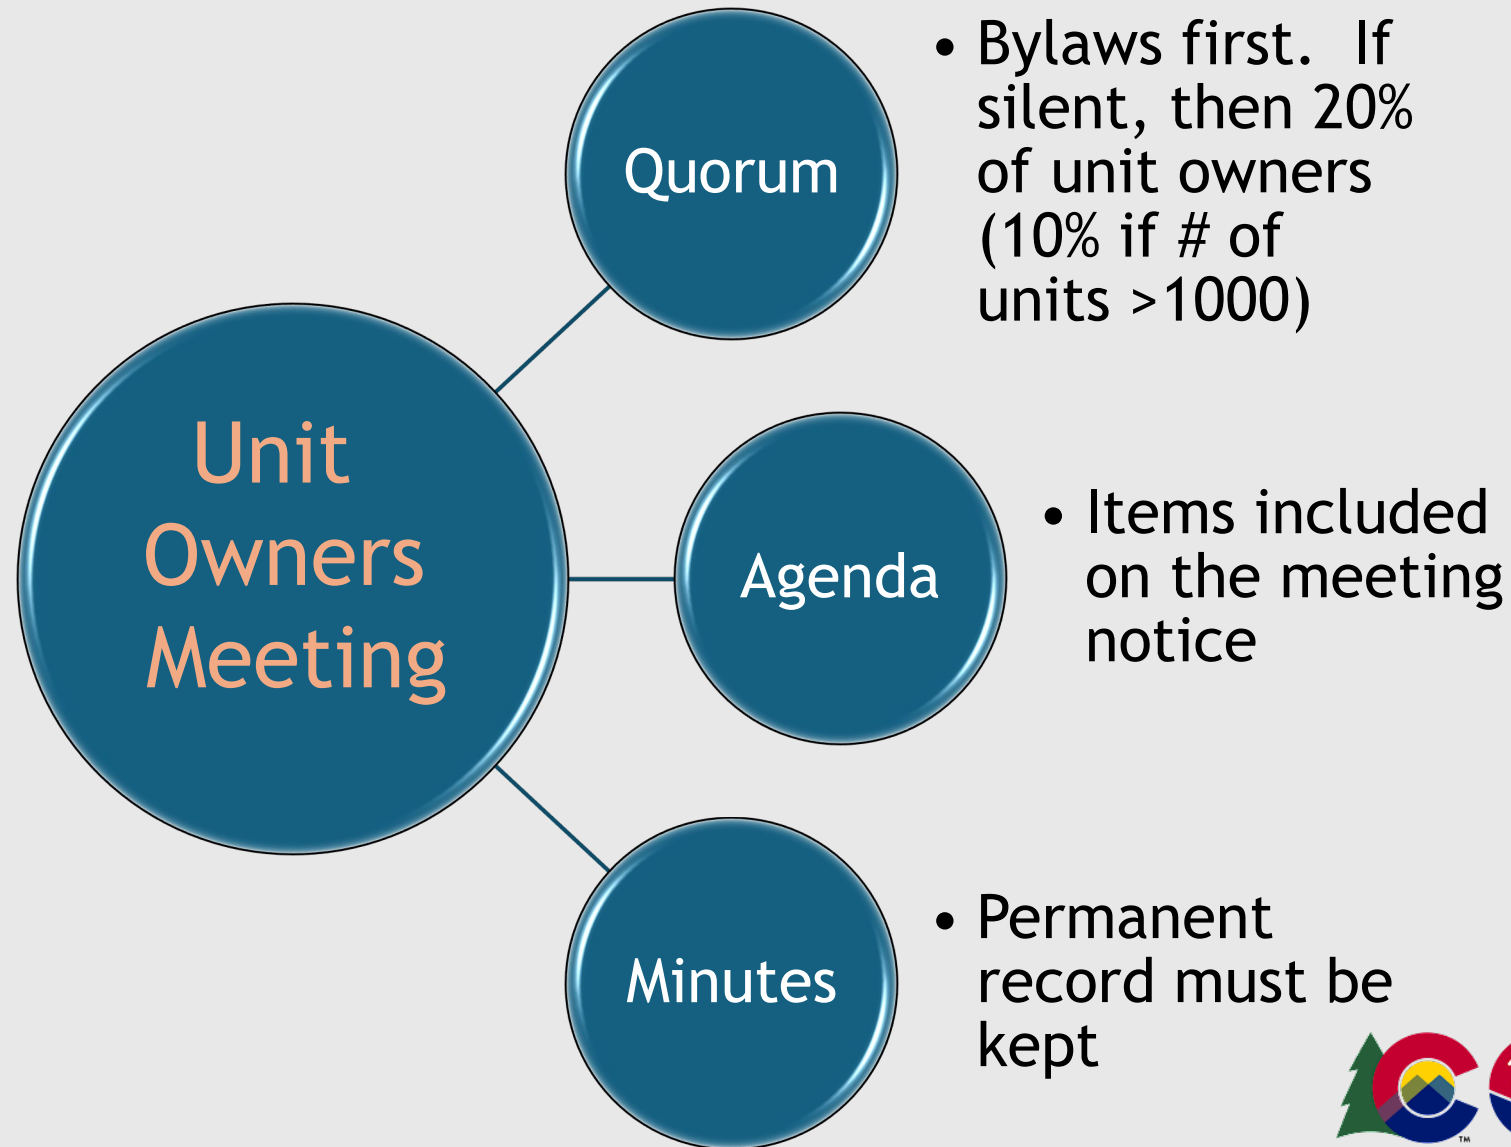 Unit
Owners
Meeting
Quorum
• Bylaws first.  If
silent, then 20%
of unit owners
(10% if # of
units >1000)
Agenda
• Items included
on the meeting
notice
Minutes
• Permanent
record must be
kept
TM